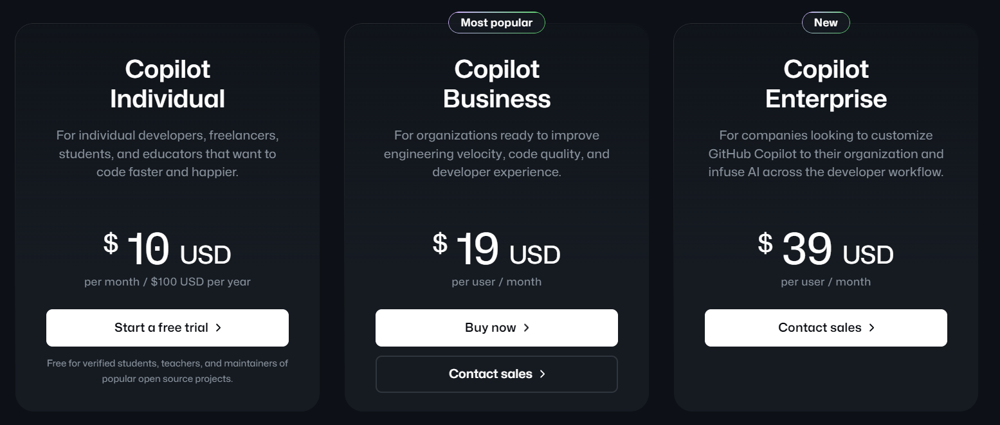 Copilot
Individual
For individual developers, freelancers,
students, and educators that want to
code faster and happier.
$ 10 USD
per month / $100 USD per year
Start a free trial >
Free for verified students, teachers, and maintainers of
popular open source projects.
Most popular
Copilot
Business
For organizations ready to improve
engineering velocity, code quality, and
developer experience.
$ 19 USD
per user / month
Buy now >
Contact sales >
New
Copilot
Enterprise
For companies looking to customize
GitHub Copilot to their organization and
infuse AI across the developer workflow.
$ 39 USD
per user / month
Contact sales >